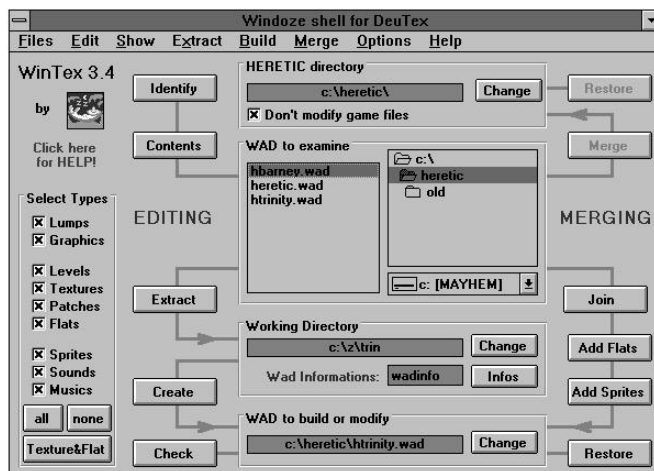 Windoze shell for DeuTex
Files Edit Show Extract Build Merge Options Help
WinTex 3.4
by
Click here
for HELP!
Identify
Contents
HERETIC directory
c:\heretic\
Change
Don't modify game files
Restore
Merge
WAD to examine
hbarney.wad
heretic.wad
htrinity.wad
c:\
heretic
old
c: [MAYHEM]
Select Types
Lumps
Graphics
Levels
Textures
Patches
Flats
Sprites
Sounds
Musics
all none
Texture&Flat
EDITING
MERGING
Extract
Join
Working Directory
c:\z\trin
Change
Wad Informations: wadinfo Infos
Add Flats
Create
Add Sprites
WAD to build or modify
c:\heretic\htrinity.wad
Change
Check
Restore